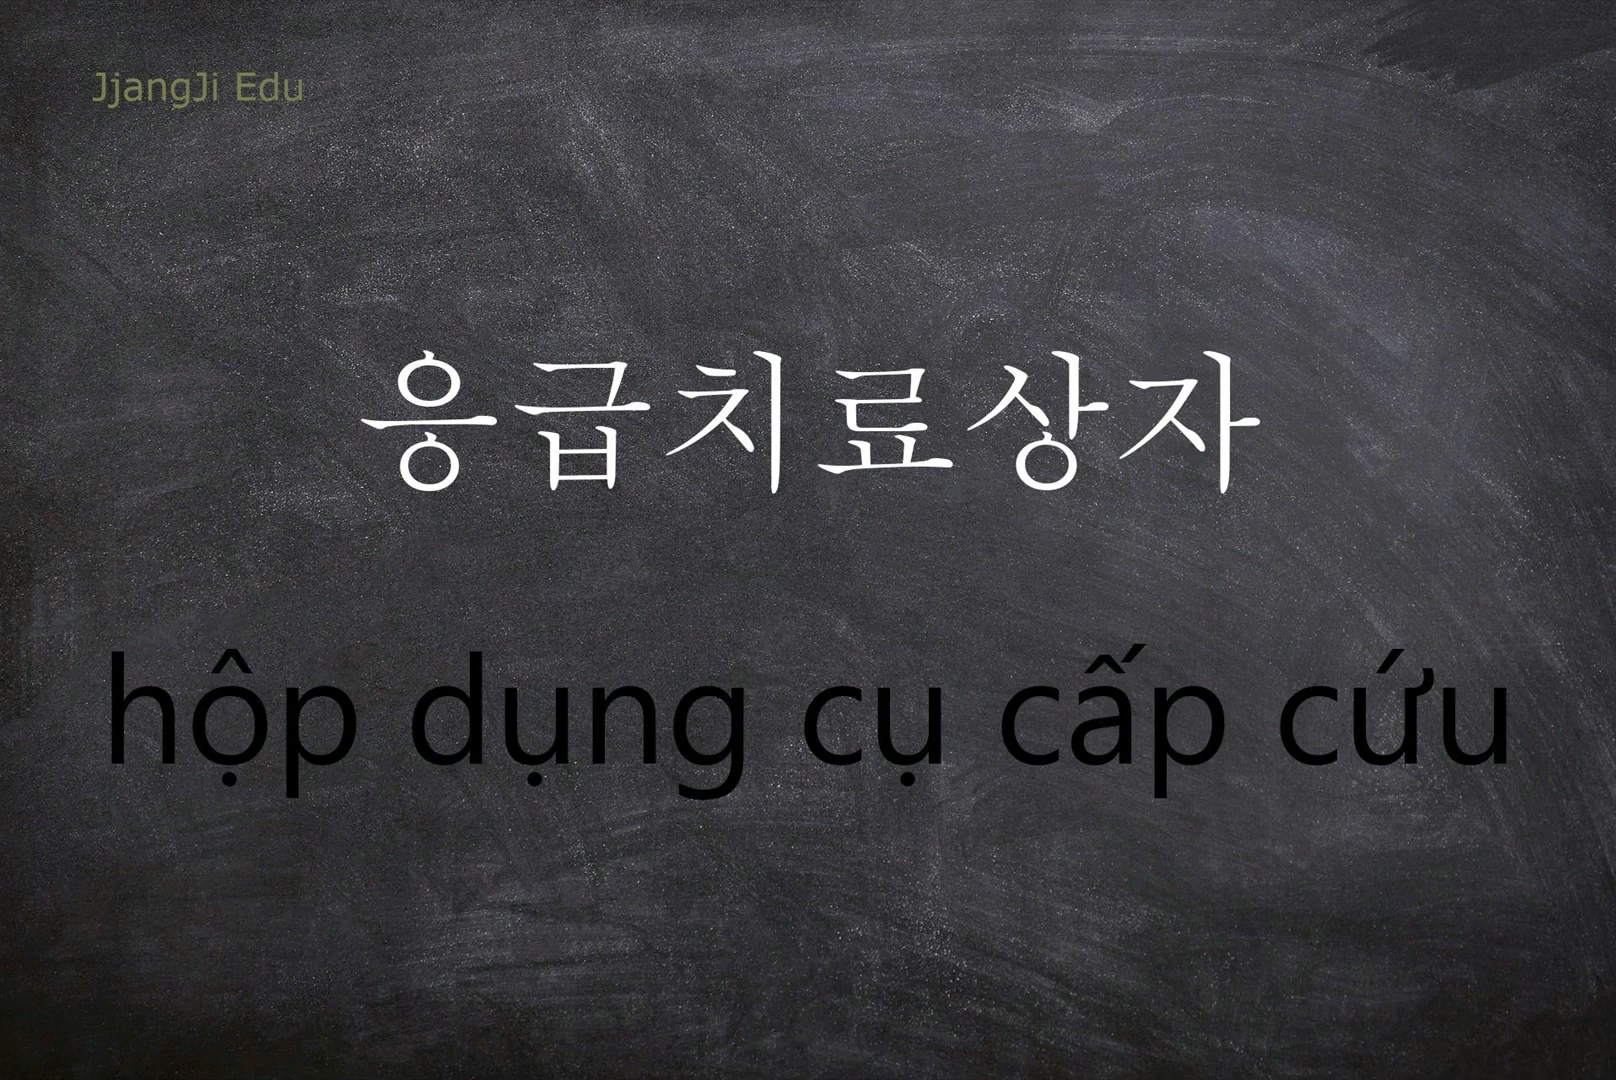 JjangJi Edu
응급치료상자
hộp dụng cụ cấp cứu